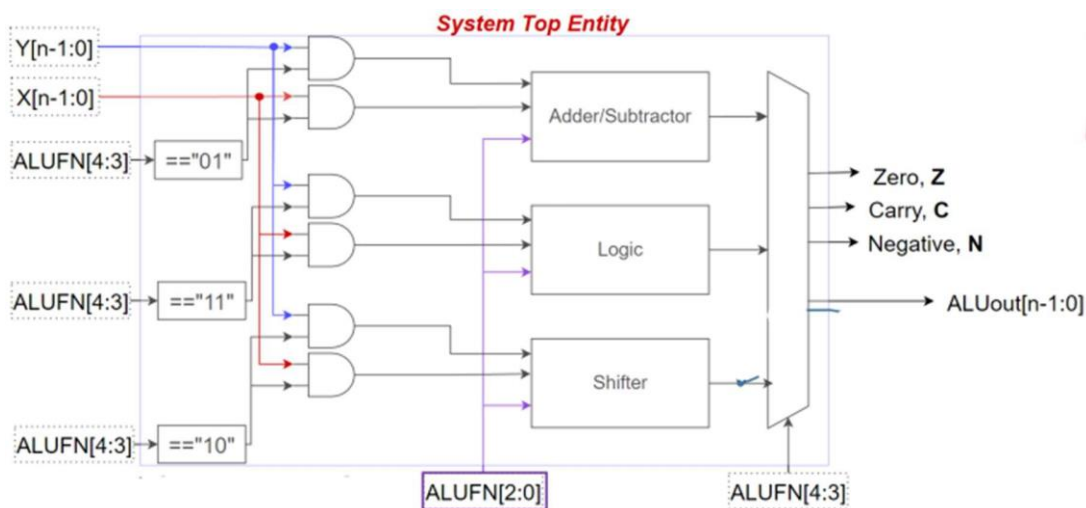 System Top Entity
Y[n-1:0]
X[n-1:0]
ALUFN[4:3]
=="01"
Adder/Subtractor
Zero, Z
Carry, C
Negative, N
Logic
ALUFN[4:3]
=="11"
ALUout[n-1:0]
Shifter
ALUFN[4:3]
=="10"
ALUFN[2:0]
ALUFN[4:3]